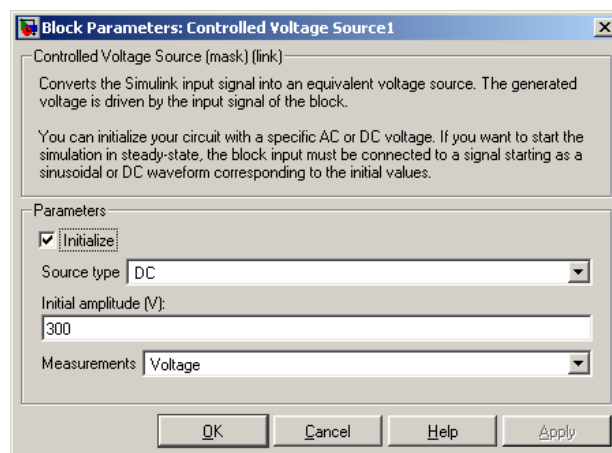 Block Parameters: Controlled Voltage Source1
Controlled Voltage Source (mask) (link)
Converts the Simulink input signal into an equivalent voltage source. The generated
voltage is driven by the input signal of the block.
You can initialize your circuit with a specific AC or DC voltage. If you want to start the
simulation in steady-state, the block input must be connected to a signal starting as a
sinusoidal or DC waveform corresponding to the initial values.
Parameters
Initialize
Source type DC
Initial amplitude (V):
300
Measurements Voltage
OK Cancel Help Apply